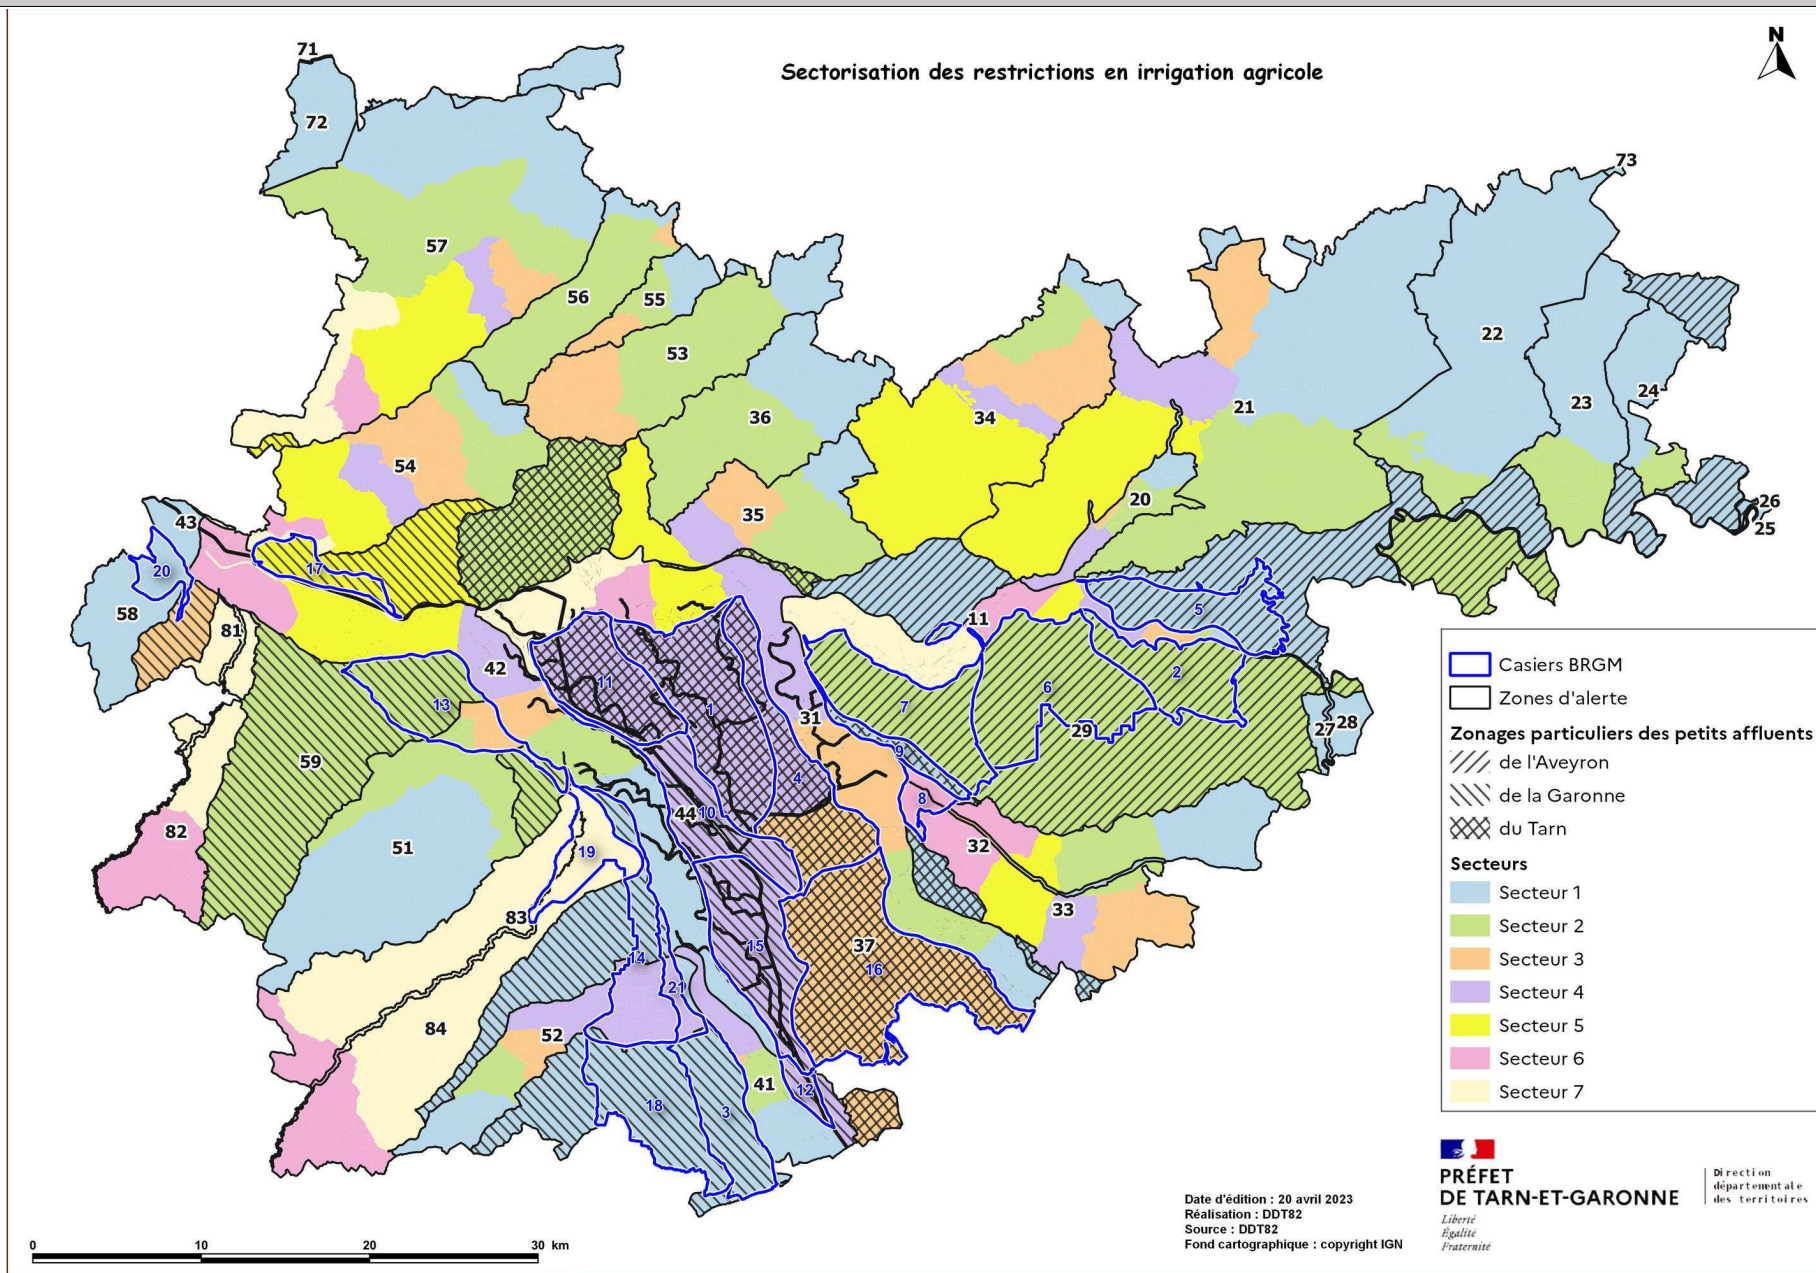 Sectorisation des restrictions en irrigation agricole
N
71
72
73
57
56
55
53
22
24
23
36
34
21
54
35
20
26
25
43
20
17
58
81
5
11
42
11
13
1
31
7
6
2
29
27
28
9
59
4
44
10
8
82
51
19
32
83
33
15
37
16
14
21
84
52
41
12
18
3
Casiers BRGM
Zones d'alerte
Zonages particuliers des petits affluents
de l'Aveyron
de la Garonne
du Tarn
Secteurs
Secteur 1
Secteur 2
Secteur 3
Secteur 4
Secteur 5
Secteur 6
Secteur 7
PRÉFET
DE TARN-ET-GARONNE
Liberté
Égalité
Fraternité
Direction
départementale
des territoires
Date d'édition : 20 avril 2023
Réalisation : DDT82
Source : DDT82
Fond cartographique : copyright IGN
0 10 20 30 km